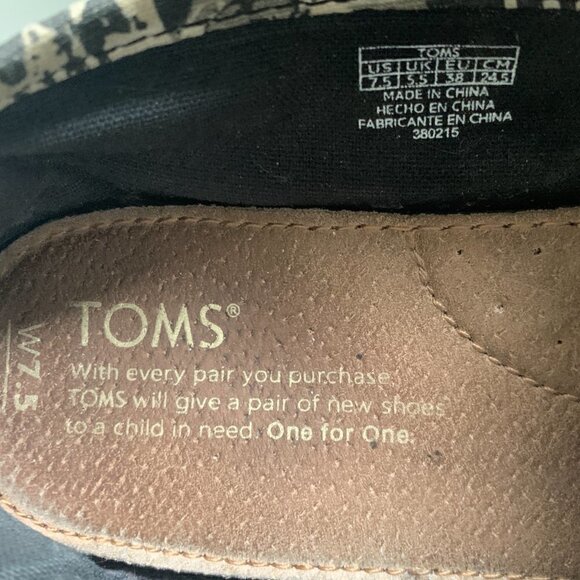 TOMS
US UK EU CM
7.5 5.5 38 24.5
MADE IN CHINA
HECHO EN CHINA
FABRICANTE EN CHINA
380215
TOMS®
With every pair you purchase,
TOMS will give a pair of new shoes
to a child in need. One for One.
W7.5